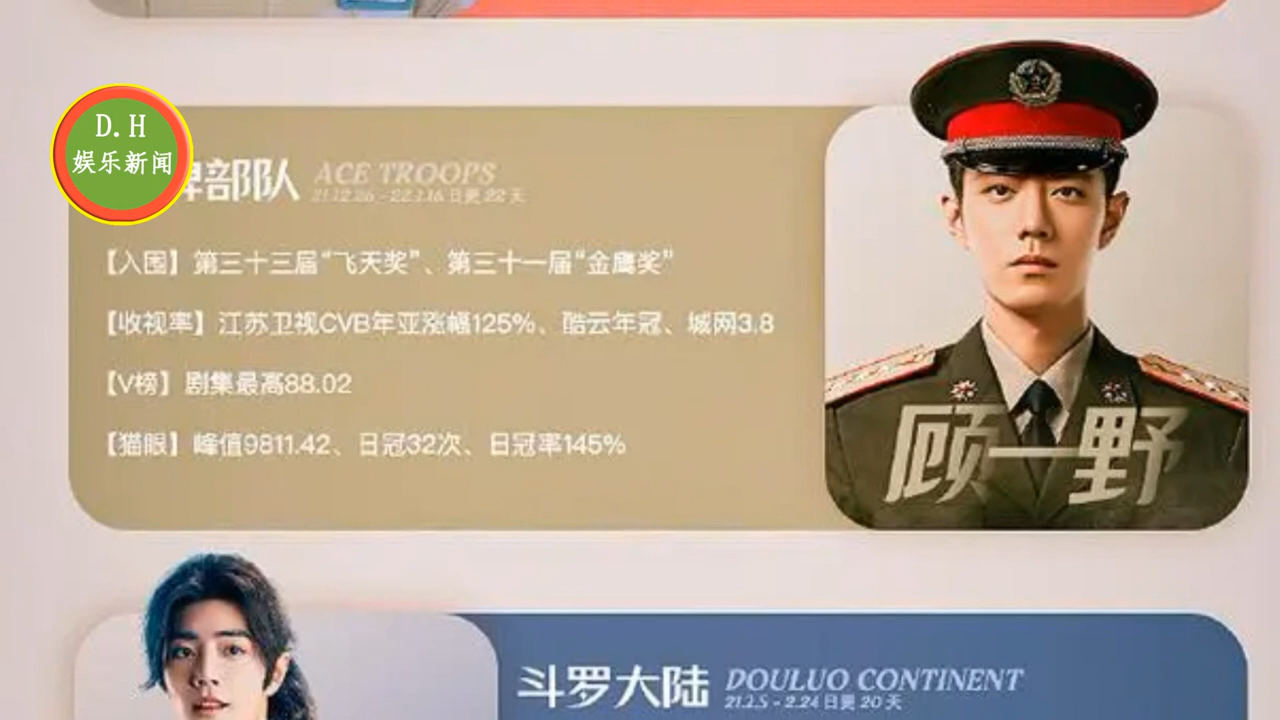 D.H
娱乐新闻
牌部队 ACE TROOPS
21.12.26 - 22.1.16 日更 22 天
【入围】第三十三届“飞天奖”、第三十一届“金鹰奖”
【收视率】江苏卫视CVB年亚涨幅125%、酷云年冠、城网3.8
【V榜】剧集最高88.02
【猫眼】峰值9811.42、日冠32次、日冠率145%
顾一野
斗罗大陆 DOULUO CONTINENT
21.2.5 - 2.24 日更 20 天